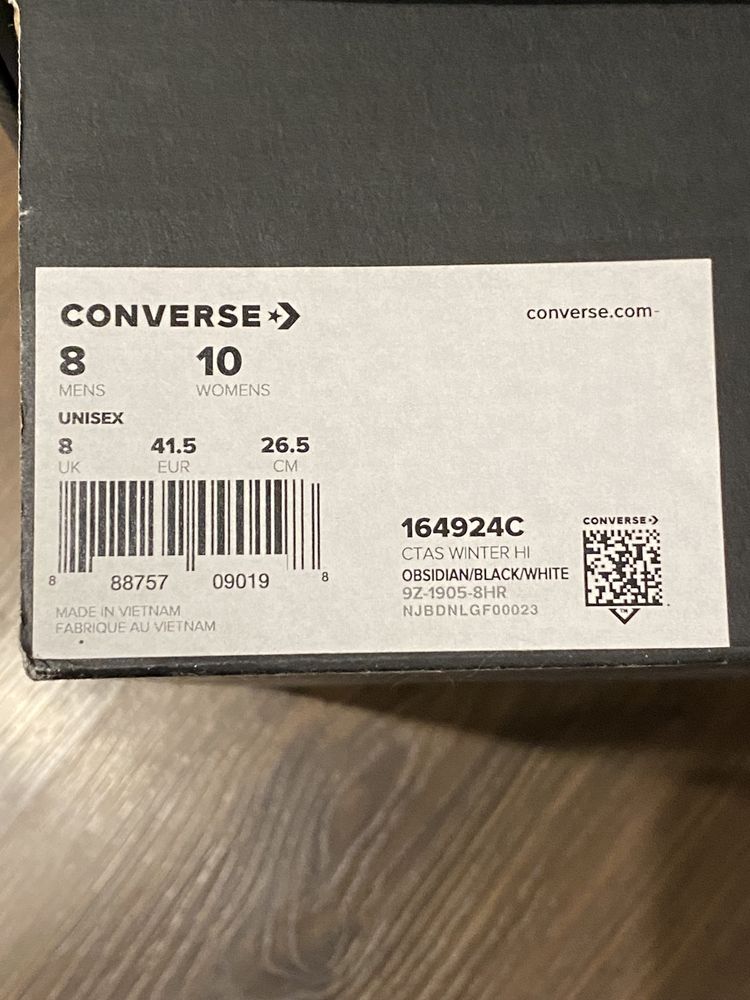 CONVERSE
converse.com-
8 10
MENS WOMENS
UNISEX
8 41.5 26.5
UK EUR CM
8 88757 09019 8
MADE IN VIETNAM
FABRIQUE AU VIETNAM
164924C
CTAS WINTER HI
OBSIDIAN/BLACK/WHITE
9Z-1905-8HR
NJBDNLGF00023
CONVERSE
TM